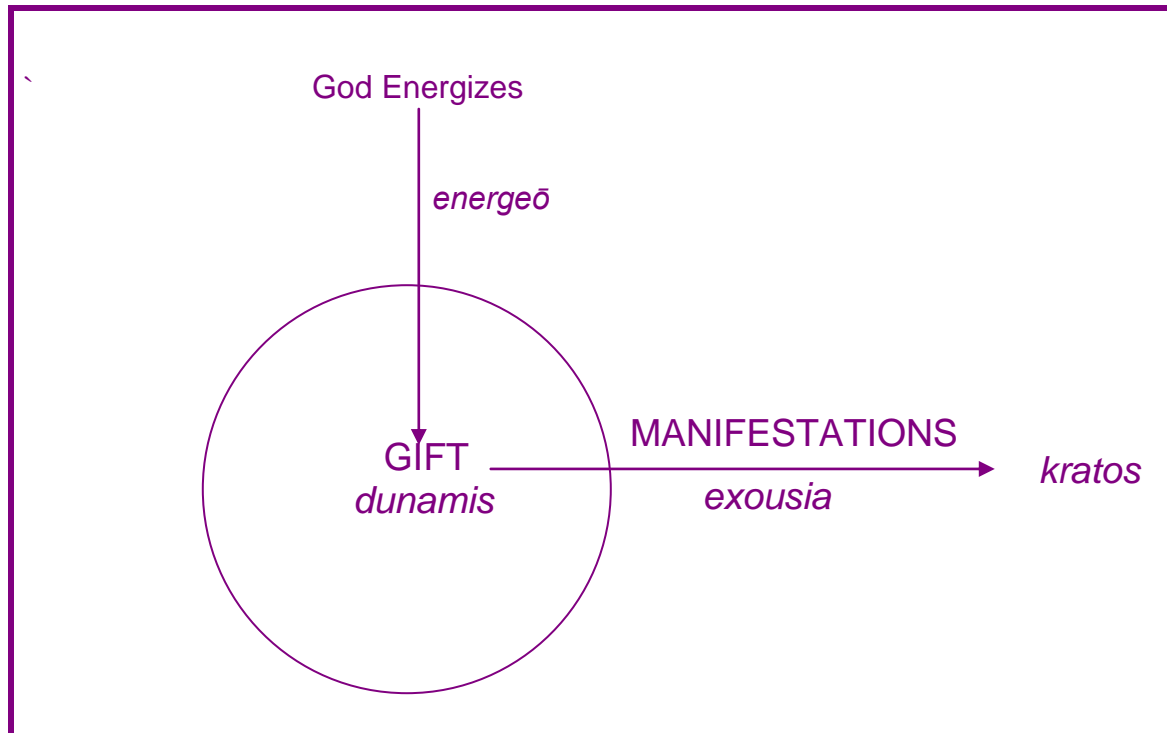 `
God Energizes
energeō
GIFT
dunamis
MANIFESTATIONS
exousia
kratos